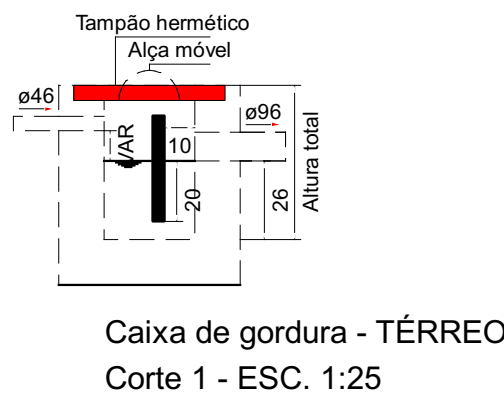 Tampão hermético
Alça móvel
ø46
ø96
VAR
10
20
26
Altura total
Caixa de gordura - TÉRREO
Corte 1 - ESC. 1:25